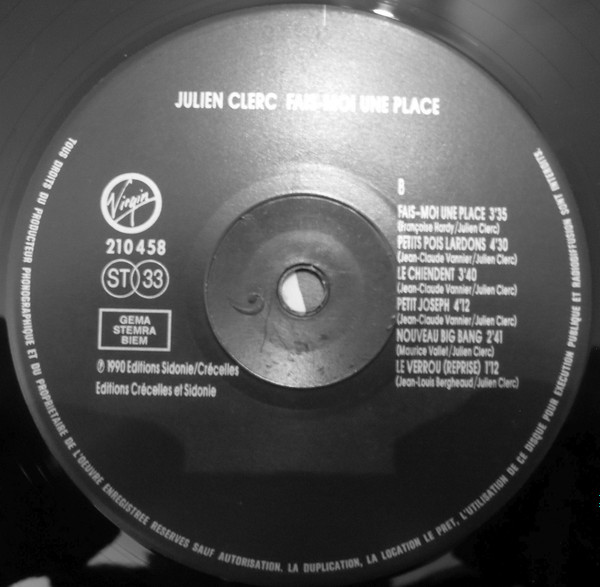 JULIEN CLERC FAIS-MOI UNE PLACE
Virgin
210 458
ST 33
GEMA
STEMRA
BIEM
℗ 1990 Editions Sidonie/Crécelles
Editions Crécelles et Sidonie
B
FAIS-MOI UNE PLACE 3'35
(Françoise Hardy/Julien Clerc)
PETITS POIS LARDONS 4'30
(Jean-Claude Vannier/Julien Clerc)
LE CHIENDENT 3'40
(Jean-Claude Vannier/Julien Clerc)
PETIT JOSEPH 4'12
(Jean-Claude Vannier/Julien Clerc)
NOUVEAU BIG BANG 2'41
(Maurice Vallet/Julien Clerc)
LE VERROU (REPRISE) 1'12
(Jean-Louis Bergheaud/Julien Clerc)
TOUS DROITS DU PRODUCTEUR PHONOGRAPHIQUE ET DU PROPRIETAIRE DE L'OEUVRE ENREGISTREE RESERVES SAUF AUTORISATION, LA DUPLICATION, LA LOCATION LE PRET, L'UTILISATION DE CE DISQUE POUR EXECUTION PUBLIQUE ET RADIODIFFUSION SONT INTERDITS.